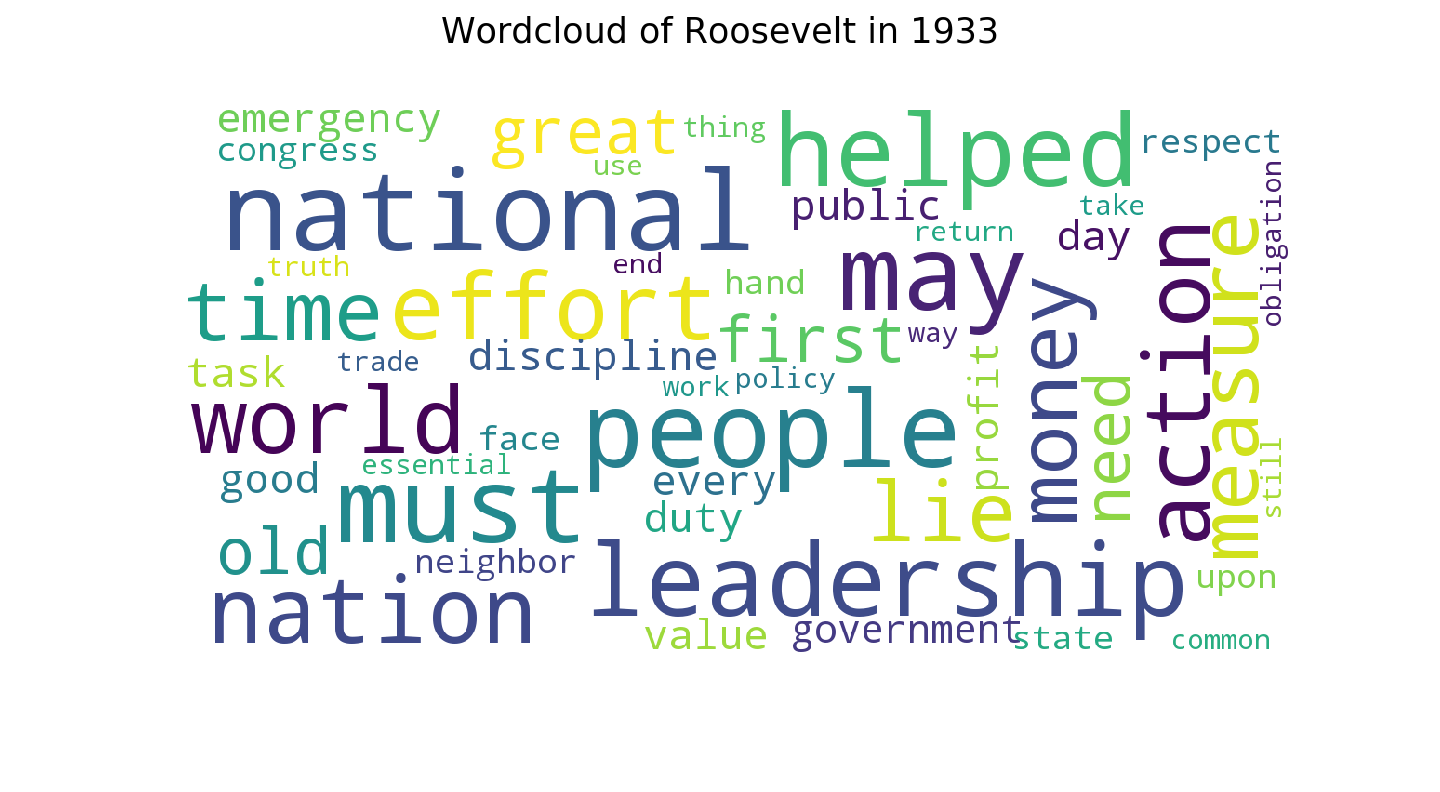 Wordcloud of Roosevelt in 1933
emergency great thing helped respect
congress use
national public take obligation
return day
truth end hand may action measure
time effort first way money
task trade discipline
work policy profit need
world face people
good essential every still
must lie
duty
old neighbor leadership upon
nation value government state common